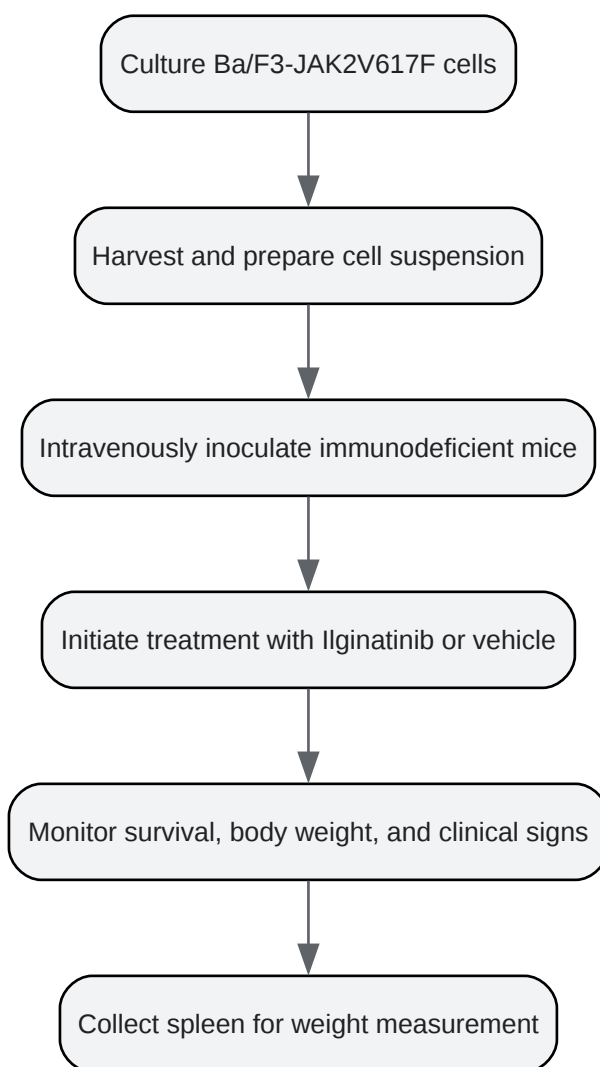 Culture Ba/F3-JAK2V617F cells
Harvest and prepare cell suspension
Intravenously inoculate immunodeficient mice
Initiate treatment with Ilginatinib or vehicle
Monitor survival, body weight, and clinical signs
Collect spleen for weight measurement